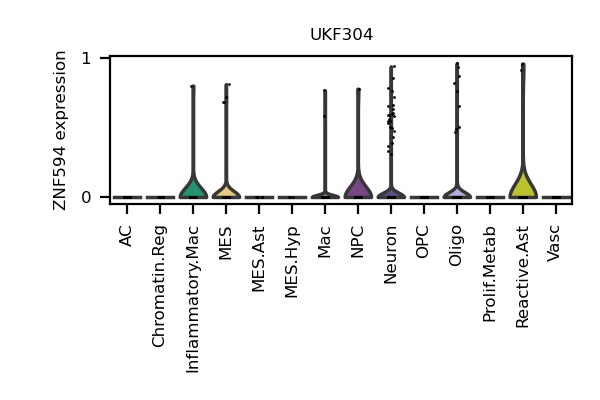 UKF304
ZNF594 expression
1
0
AC
Chromatin.Reg
Inflammatory.Mac
MES
MES.Ast
MES.Hyp
Mac
NPC
Neuron
OPC
Oligo
Prolif.Metab
Reactive.Ast
Vasc